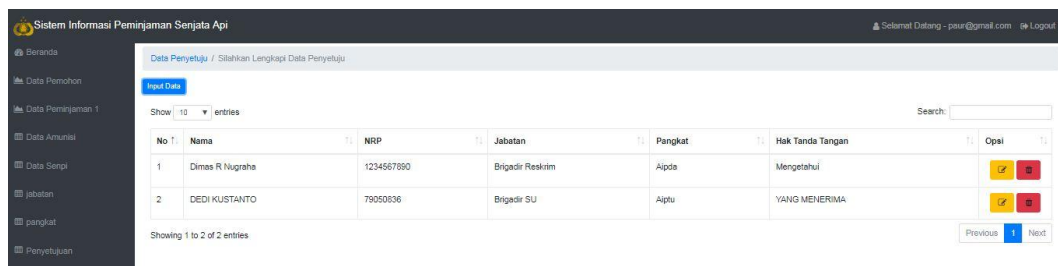 Sistem Informasi Peminjaman Senjata Api
Selamat Datang - paur@gmail.com Logout
Beranda
Data Pemohon
Data Peminjaman 1
Data Amunisi
Data Senpi
jabatan
pangkat
Penyetujuan
Data Penyetuju / Silahkan Lengkapi Data Penyetuju
Input Data
Show 10 entries Search:
No Nama NRP Jabatan Pangkat Hak Tanda Tangan Opsi
1 Dimas R Nugraha 1234567890 Brigadir Reskrim Aipda Mengetahui
2 DEDI KUSTANTO 79050836 Brigadir SU Aiptu YANG MENERIMA
Showing 1 to 2 of 2 entries Previous 1 Next